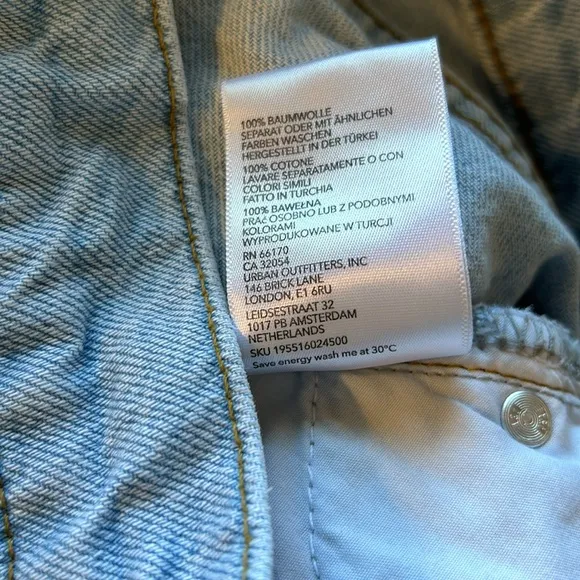 100% BAUMWOLLE
SEPARAT ODER MIT ÄHNLICHEN
FARBEN WASCHEN
HERGESTELLT IN DER TÜRKEI
100% COTONE
LAVARE SEPARATAMENTE O CON
COLORI SIMILI
FATTO IN TURCHIA
100% BAWEŁNA
PRAĆ OSOBNO LUB Z PODOBNYMI
KOLORAMI
WYPRODUKOWANE W TURCJI
RN 66170
CA 32054
URBAN OUTFITTERS, INC
146 BRICK LANE
LONDON, E1 6RU
LEIDSESTRAAT 32
1017 PB AMSTERDAM
NETHERLANDS
SKU 195516024500
Save energy wash me at 30°C